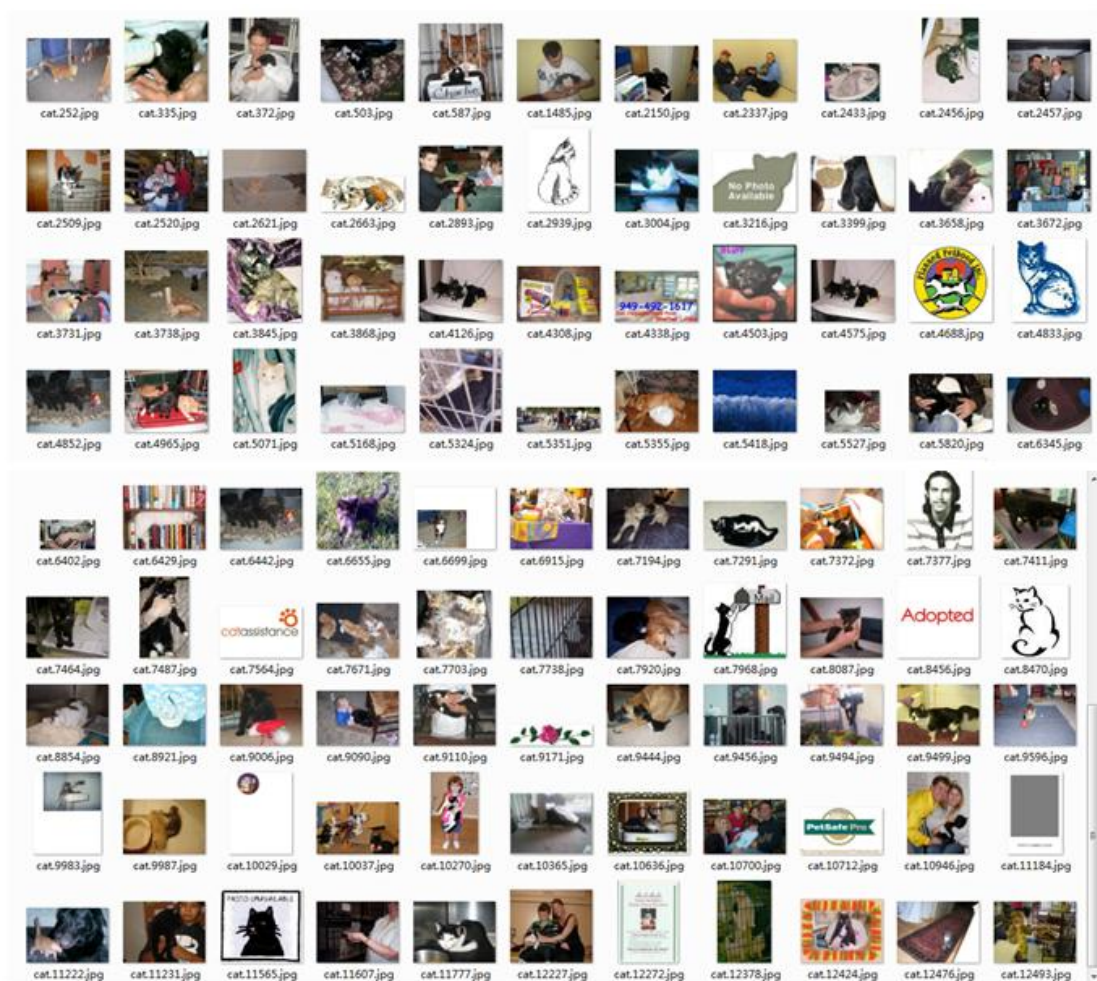 cat.252.jpg cat.335.jpg cat.372.jpg cat.503.jpg cat.587.jpg cat.1485.jpg cat.2150.jpg cat.2337.jpg cat.2433.jpg cat.2456.jpg cat.2457.jpg
Charlie
cat.2509.jpg cat.2520.jpg cat.2621.jpg cat.2663.jpg cat.2893.jpg cat.2939.jpg cat.3004.jpg cat.3216.jpg cat.3399.jpg cat.3658.jpg cat.3672.jpg
No Photo
Available
cat.3731.jpg cat.3738.jpg cat.3845.jpg cat.3868.jpg cat.4126.jpg cat.4308.jpg cat.4338.jpg cat.4503.jpg cat.4575.jpg cat.4688.jpg cat.4833.jpg
949-492-1617
Planned PetHood Inc.
cat.4852.jpg cat.4965.jpg cat.5071.jpg cat.5168.jpg cat.5324.jpg cat.5351.jpg cat.5355.jpg cat.5418.jpg cat.5527.jpg cat.5820.jpg cat.6345.jpg
cat.6402.jpg cat.6429.jpg cat.6442.jpg cat.6655.jpg cat.6699.jpg cat.6915.jpg cat.7194.jpg cat.7291.jpg cat.7372.jpg cat.7377.jpg cat.7411.jpg
catassistance
Adopted
cat.7464.jpg cat.7487.jpg cat.7564.jpg cat.7671.jpg cat.7703.jpg cat.7738.jpg cat.7920.jpg cat.7968.jpg cat.8087.jpg cat.8456.jpg cat.8470.jpg
cat.8854.jpg cat.8921.jpg cat.9006.jpg cat.9090.jpg cat.9110.jpg cat.9171.jpg cat.9444.jpg cat.9456.jpg cat.9494.jpg cat.9499.jpg cat.9596.jpg
PetSafe Pro
cat.9983.jpg cat.9987.jpg cat.10029.jpg cat.10037.jpg cat.10270.jpg cat.10365.jpg cat.10636.jpg cat.10700.jpg cat.10712.jpg cat.10946.jpg cat.11184.jpg
PHOTO UNAVAILABLE
cat.11222.jpg cat.11231.jpg cat.11565.jpg cat.11607.jpg cat.11777.jpg cat.12227.jpg cat.12272.jpg cat.12378.jpg cat.12424.jpg cat.12476.jpg cat.12493.jpg